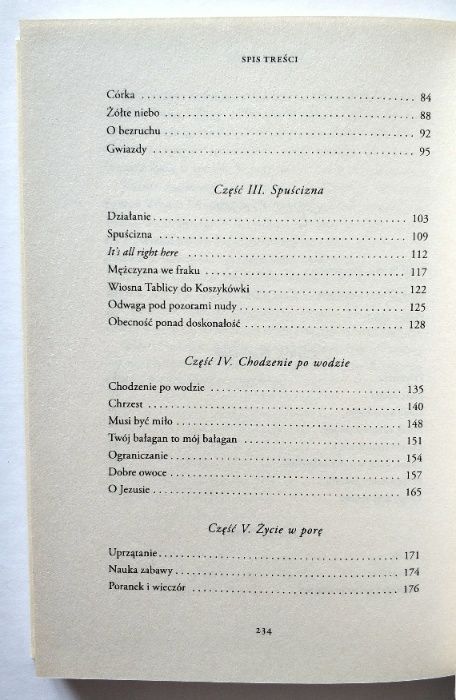 SPIS TREŚCI
Córka .............................. 84
Żółte niebo .............................. 88
O bezruchu .............................. 92
Gwiazdy .............................. 95
Część III. Spuścizna
Działanie .............................. 103
Spuścizna .............................. 109
It's all right here .............................. 112
Mężczyzna we fraku .............................. 117
Wiosna Tablicy do Koszykówki .............................. 122
Odwaga pod pozorami nudy .............................. 125
Obecność ponad doskonałość .............................. 128
Część IV. Chodzenie po wodzie
Chodzenie po wodzie .............................. 135
Chrzest .............................. 140
Musi być miło .............................. 148
Twój bałagan to mój bałagan .............................. 151
Ograniczanie .............................. 154
Dobre owoce .............................. 157
O Jezusie .............................. 165
Część V. Życie w porę
Uprzątanie .............................. 171
Nauka zabawy .............................. 174
Poranek i wieczór .............................. 176
234